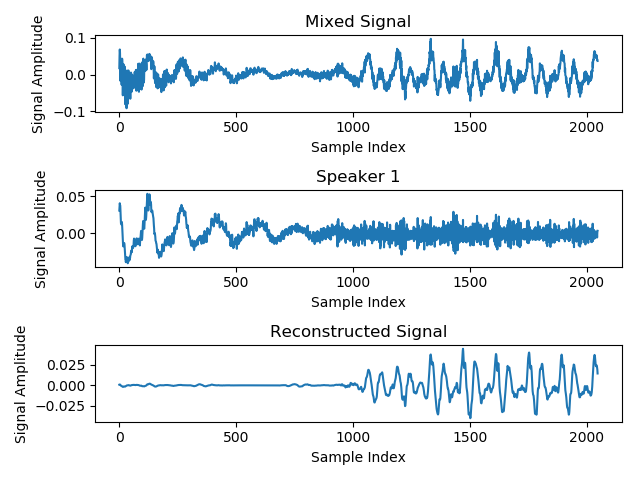 Mixed Signal
Signal Amplitude
0.1
0.0
−0.1
0 500 1000 1500 2000
Sample Index
Speaker 1
Signal Amplitude
0.05
0.00
0 500 1000 1500 2000
Sample Index
Reconstructed Signal
Signal Amplitude
0.025
0.000
−0.025
0 500 1000 1500 2000
Sample Index